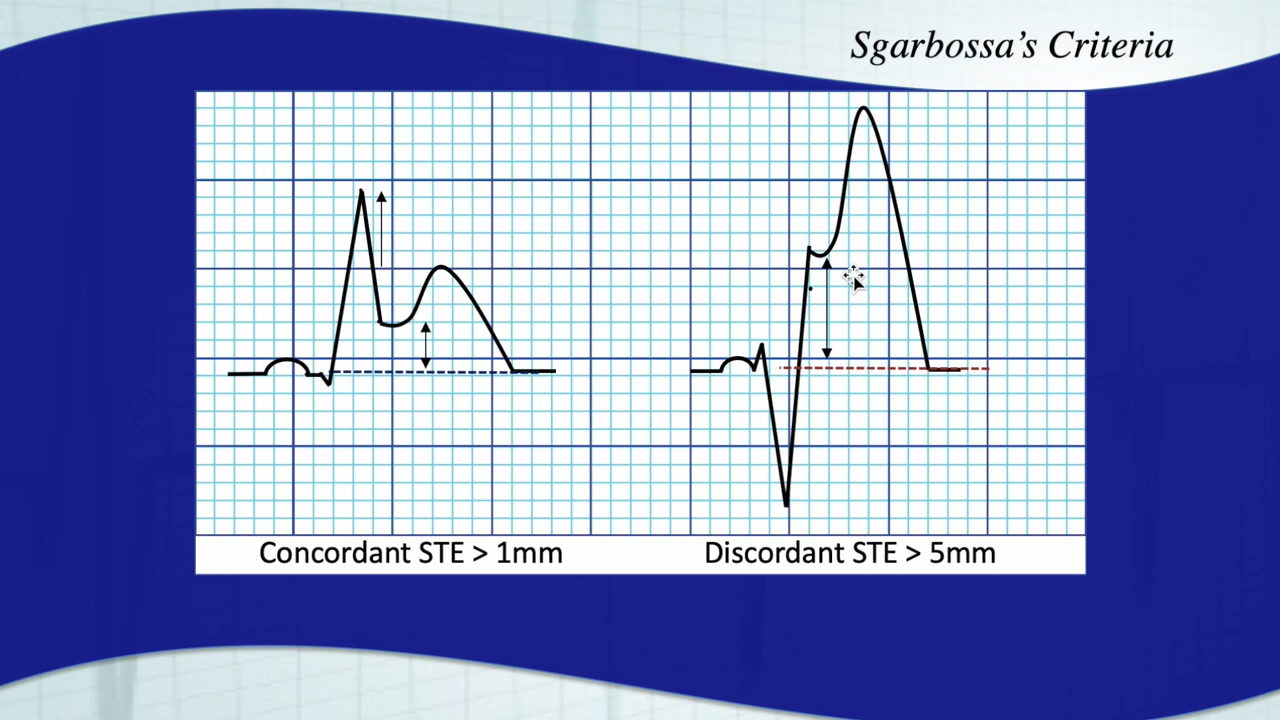 Sgarbossa’s Criteria
Concordant STE > 1mm
Discordant STE > 5mm